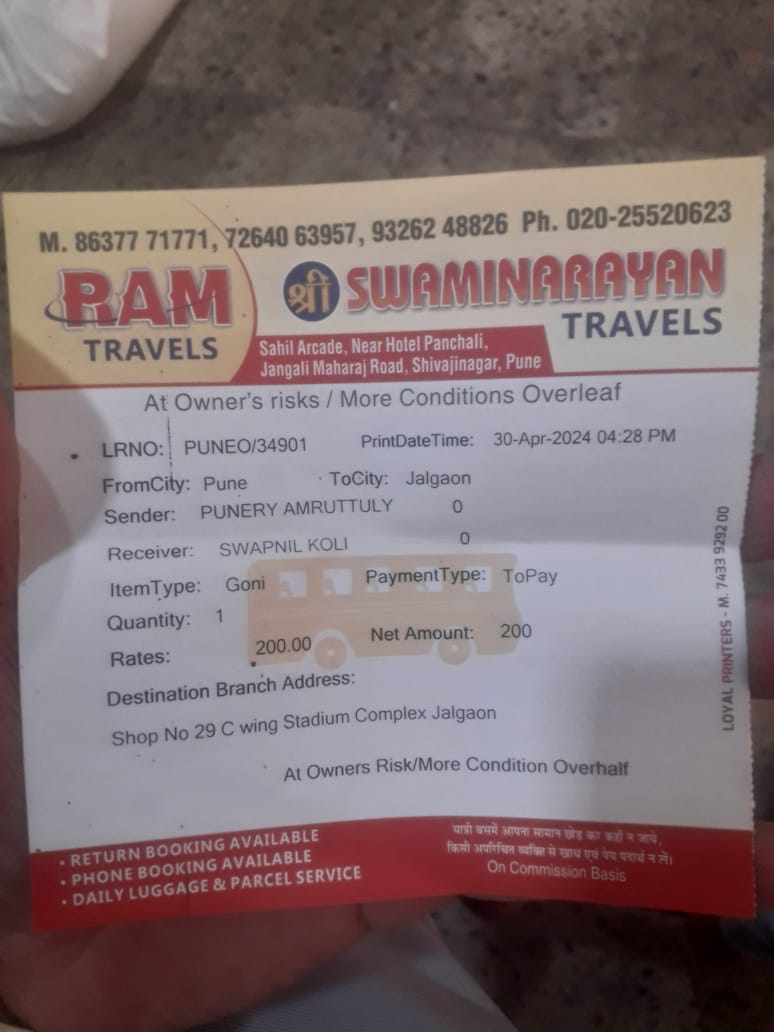 M. 86377 71771, 72640 63957, 93262 48826 Ph. 020-25520623
RAM
TRAVELS
श्री SWAMINARAYAN
TRAVELS
Sahil Arcade, Near Hotel Panchali,
Jangali Maharaj Road, Shivajinagar, Pune
At Owner's risks / More Conditions Overleaf
LRNO: PUNEO/34901 PrintDateTime: 30-Apr-2024 04:28 PM
FromCity: Pune ToCity: Jalgaon
Sender: PUNERY AMRUTTULY 0
Receiver: SWAPNIL KOLI 0
ItemType: Goni PaymentType: ToPay
Quantity: 1
Rates: 200.00 Net Amount: 200
Destination Branch Address:
Shop No 29 C wing Stadium Complex Jalgaon
At Owners Risk/More Condition Overhalf
LOYAL PRINTERS - M. 7433 9292 00
• RETURN BOOKING AVAILABLE
• PHONE BOOKING AVAILABLE
• DAILY LUGGAGE & PARCEL SERVICE
यात्री बसमें आपना सामान छोड कर कहीं न जाये,
किसी अपरिचित व्यक्ति से खाध एवं पेय पदार्थ न लें।
On Commission Basis